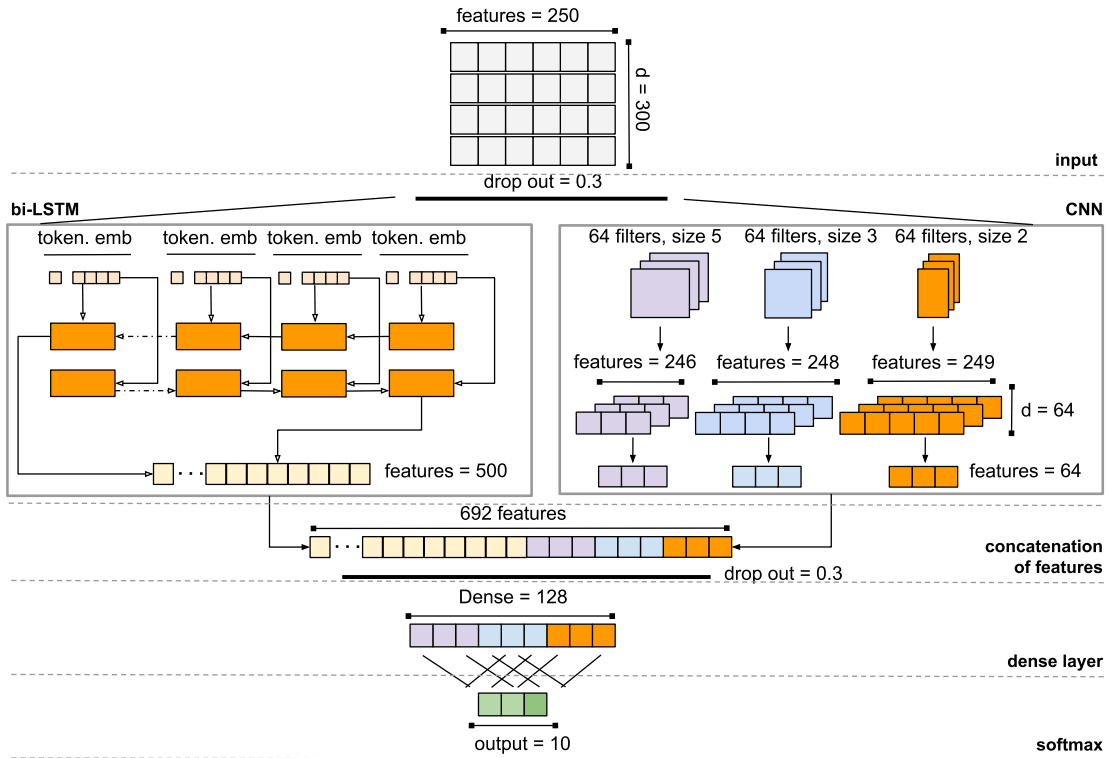 features = 250
d = 300
input
drop out = 0.3
bi-LSTM
CNN
token. emb
token. emb
token. emb
token. emb
64 filters, size 5
64 filters, size 3
64 filters, size 2
features = 246
features = 248
features = 249
d = 64
features = 500
features = 64
692 features
concatenation
of features
drop out = 0.3
Dense = 128
dense layer
output = 10
softmax